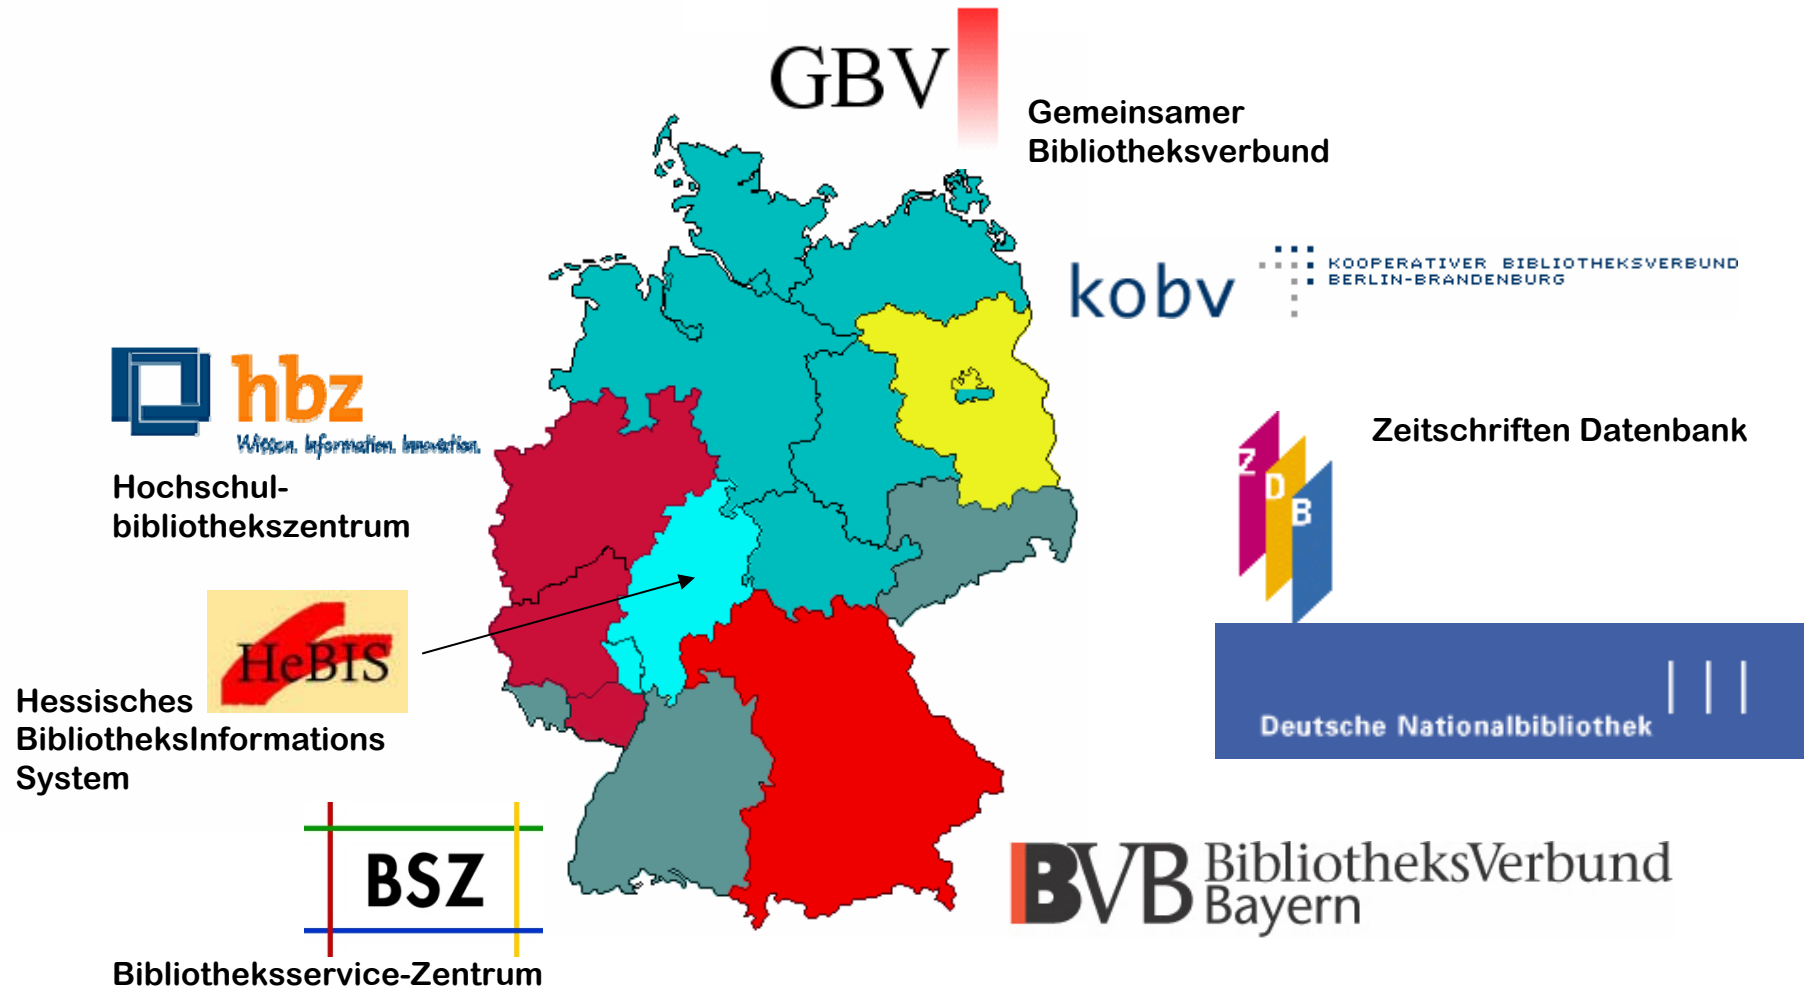 GBV
Gemeinsamer
Bibliotheksverbund
kobv
KOOPERATIVER BIBLIOTHEKSVERBUND
BERLIN-BRANDENBURG
hbz
Wissen. Information. Innovation.
Hochschul-
bibliothekszentrum
Zeitschriften Datenbank
Z
D
B
HeBIS
Hessisches
BibliotheksInformations
System
Deutsche Nationalbibliothek
BSZ
Bibliotheksservice-Zentrum
BVB BibliotheksVerbund
Bayern